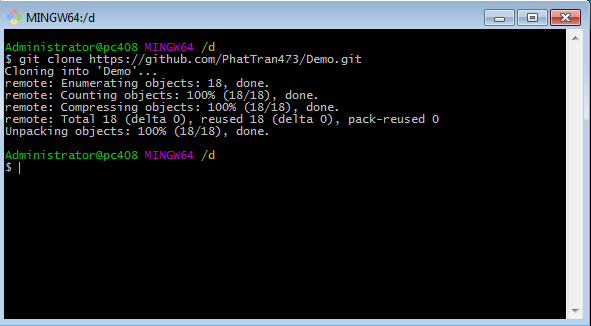 MINGW64:/d
Administrator@pc408 MINGW64 /d
$ git clone https://github.com/PhatTran473/Demo.git
Cloning into 'Demo'...
remote: Enumerating objects: 18, done.
remote: Counting objects: 100% (18/18), done.
remote: Compressing objects: 100% (18/18), done.
remote: Total 18 (delta 0), reused 18 (delta 0), pack-reused 0
Unpacking objects: 100% (18/18), done.
Administrator@pc408 MINGW64 /d
$